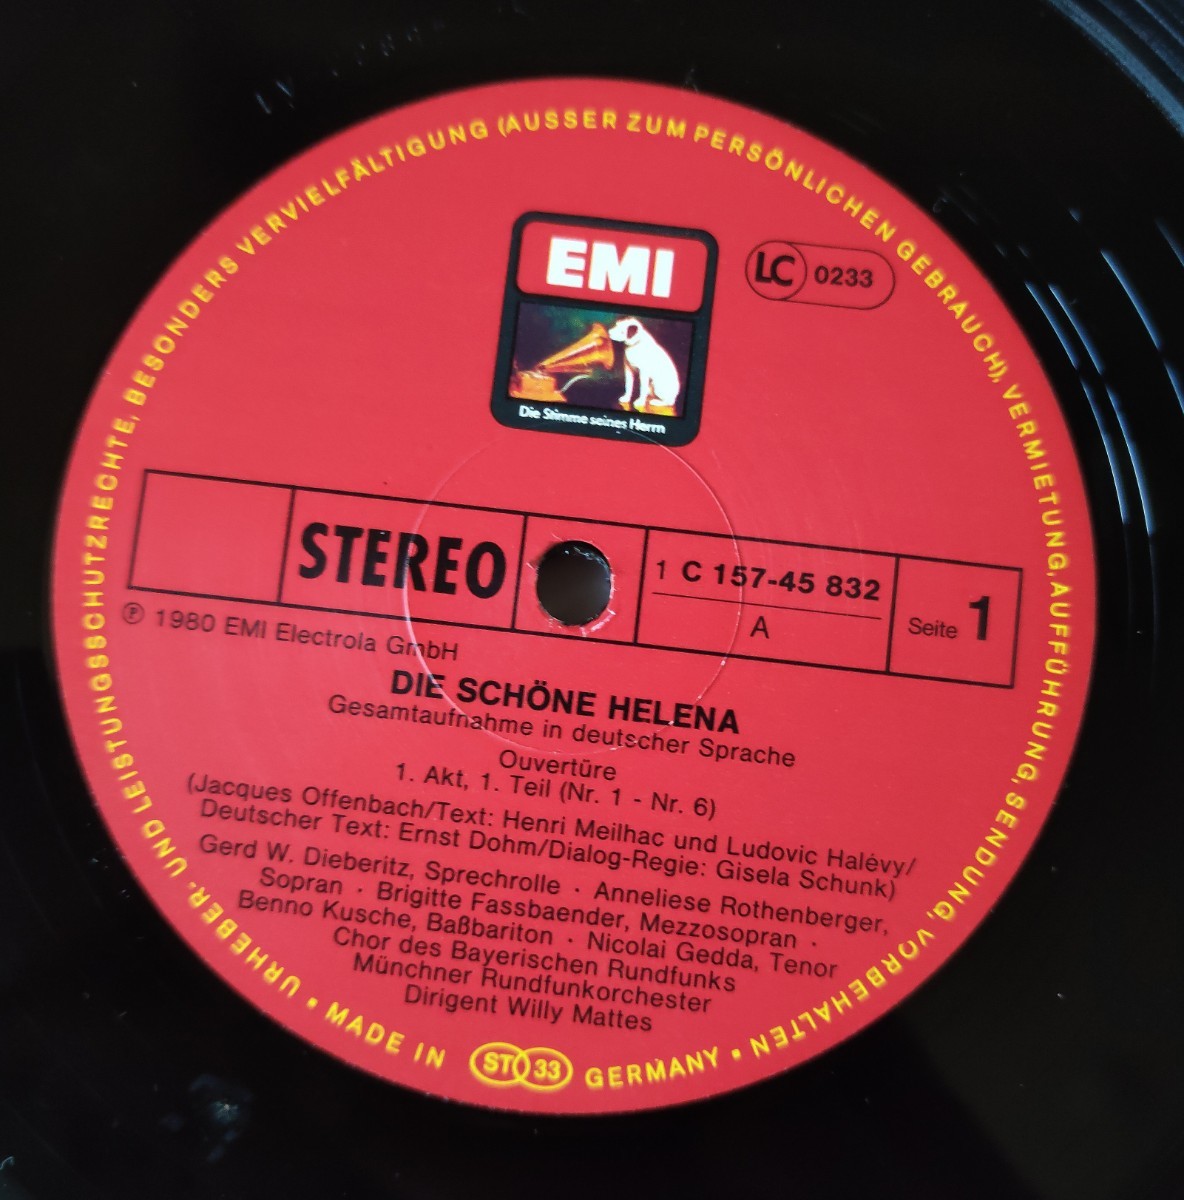 EMI
LC 0233
Die Stimme seines Herrn
STEREO
1 C 157-45 832
A
Seite 1
℗ 1980 EMI Electrola GmbH
DIE SCHÖNE HELENA
Gesamtaufnahme in deutscher Sprache
Ouvertüre
1. Akt, 1. Teil (Nr. 1 - Nr. 6)
(Jacques Offenbach/Text: Henri Meilhac und Ludovic Halévy/
Deutscher Text: Ernst Dohm/Dialog-Regie: Gisela Schunk)
Gerd W. Dieberitz, Sprechrolle · Anneliese Rothenberger,
Sopran · Brigitte Fassbaender, Mezzosopran ·
Benno Kusche, Baßbariton · Nicolai Gedda, Tenor
Chor des Bayerischen Rundfunks
Münchner Rundfunkorchester
Dirigent Willy Mattes
URHEBER- UND LEISTUNGSSCHUTZRECHTE, BESONDERS VERVIELFÄLTIGUNG (AUSSER ZUM PERSÖNLICHEN GEBRAUCH), VERMIETUNG, AUFFÜHRUNG, SENDUNG, VORBEHALTEN ·
MADE IN ST 33 GERMANY ·